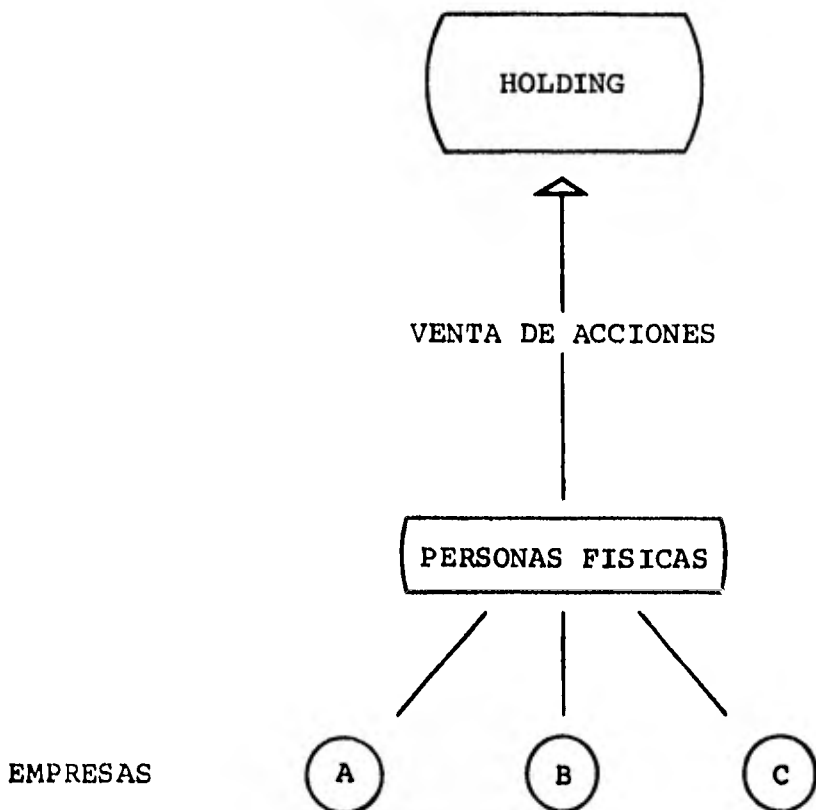 HOLDING
VENTA DE ACCIONES
PERSONAS FISICAS
EMPRESAS A B C